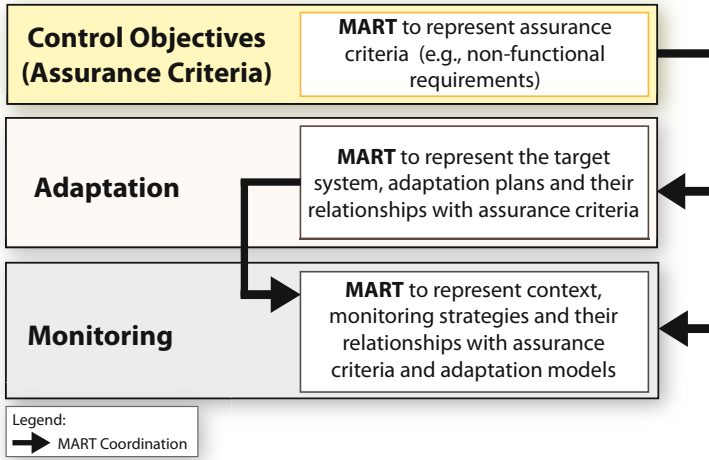 Control Objectives
(Assurance Criteria)
MART to represent assurance
criteria (e., non-functional
requirements)
Adaptation
MART to represent the target
system, adaptation plans and their
relationships with assurance criteria
Monitoring
MART to represent context,
monitoring strategies and their
relationships with assurance
criteria and adaptation models
Legend:
MART Coordination